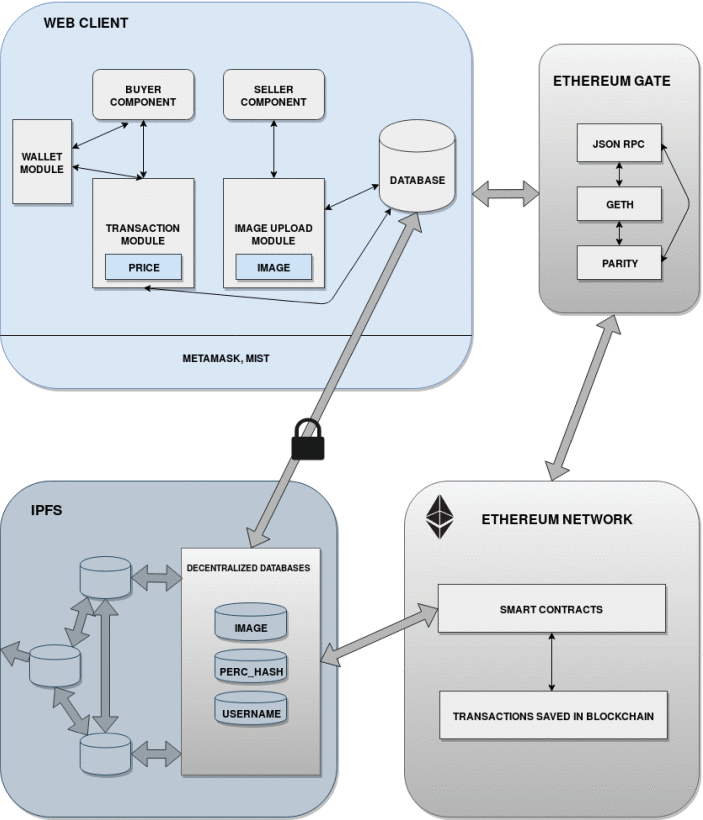 WEB CLIENT
BUYER
COMPONENT
SELLER
COMPONENT
WALLET
MODULE
DATABASE
TRANSACTION
MODULE
PRICE
IMAGE UPLOAD
MODULE
IMAGE
METAMASK, MIST
ETHEREUM GATE
JSON RPC
GETH
PARITY
IPFS
DECENTRALIZED DATABASES
IMAGE
PERC_HASH
USERNAME
ETHEREUM NETWORK
SMART CONTRACTS
TRANSACTIONS SAVED IN BLOCKCHAIN